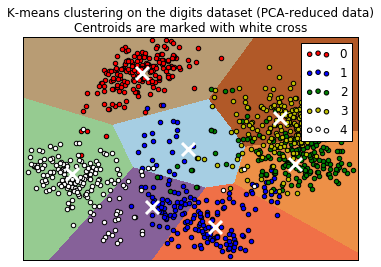 K-means clustering on the digits dataset (PCA-reduced data)
Centroids are marked with white cross
0
1
2
3
4